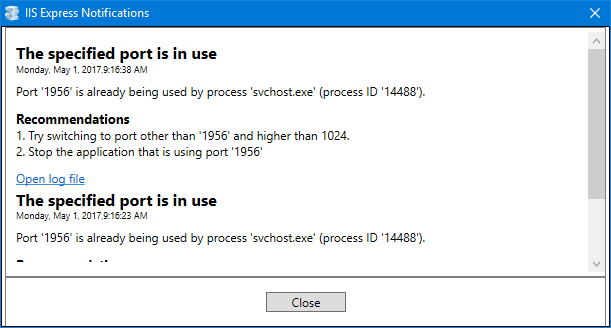 IIS Express Notifications
The specified port is in use
Monday, May 1, 2017,9:16:38 AM
Port '1956' is already being used by process 'svchost.exe' (process ID '14488').
Recommendations
1. Try switching to port other than '1956' and higher than 1024.
2. Stop the application that is using port '1956'
Open log file
The specified port is in use
Monday, May 1, 2017,9:16:23 AM
Port '1956' is already being used by process 'svchost.exe' (process ID '14488').
Close